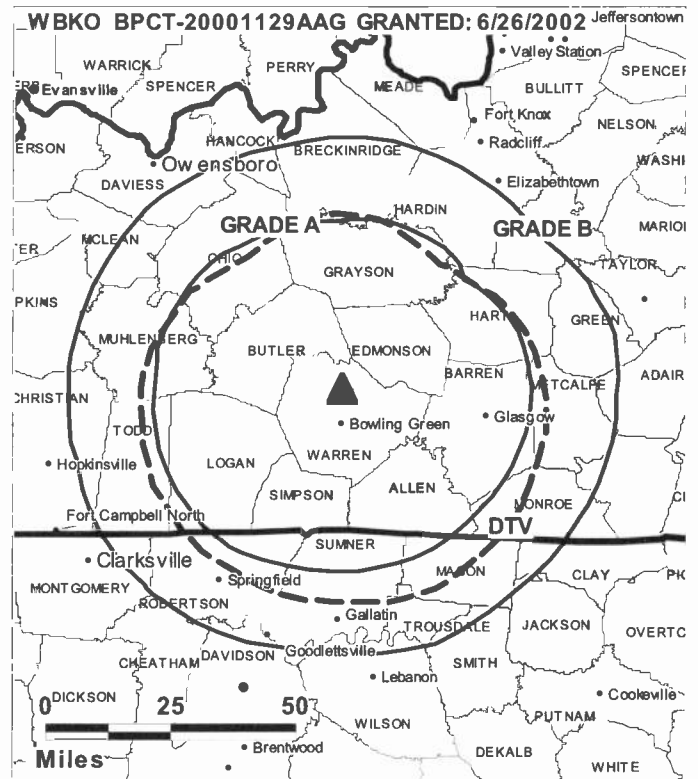 WBKO BPCT-20001129AAG GRANTED: 6/26/2002
Jeffersontown
Valley Station
WARRICK
PERRY
SPENCER
MEADE
BULLITT
SPENCER
Evansville
Fort Knox
NELSON
HANCOCK
BRECKINRIDGE
Radcliff
ERSON
Owensboro
WASHI
DAVIESS
Elizabethtown
HARDIN
GRADE A
GRADE B
MARIO
MCLEAN
OHIO
TAYLOR
GRAYSON
PKINS
HART
GREEN
MUHLENBERG
BUTLER
EDMONSON
BARREN
ADAIR
METCALFE
CHRISTIAN
Glasgow
Bowling Green
TODD
WARREN
Hopkinsville
LOGAN
ALLEN
SIMPSON
MONROE
Fort Campbell North
DTV
SUMNER
Clarksville
MACON
CLAY
Springfield
MONTGOMERY
ROBERTSON
Gallatin
TROUSDALE
JACKSON
OVERTO
Goodlettsville
DAVIDSON
CHEATHAM
SMITH
Lebanon
DICKSON
Cookeville
0 25 50
PUTNAM
WILSON
Brentwood
DEKALB
Miles
WHITE